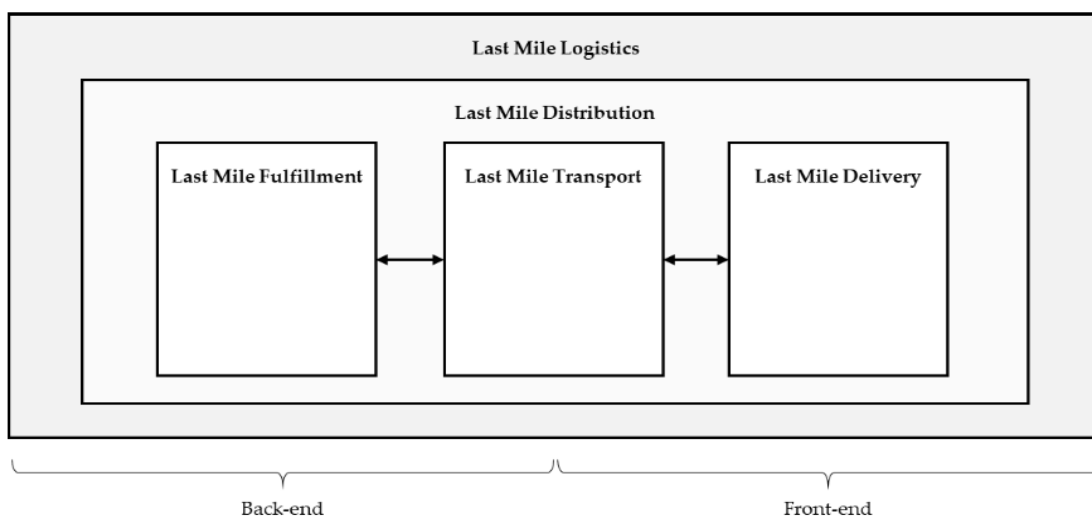 Last Mile Logistics
Last Mile Distribution
Last Mile Fulfillment
Last Mile Transport
Last Mile Delivery
Back-end
Front-end